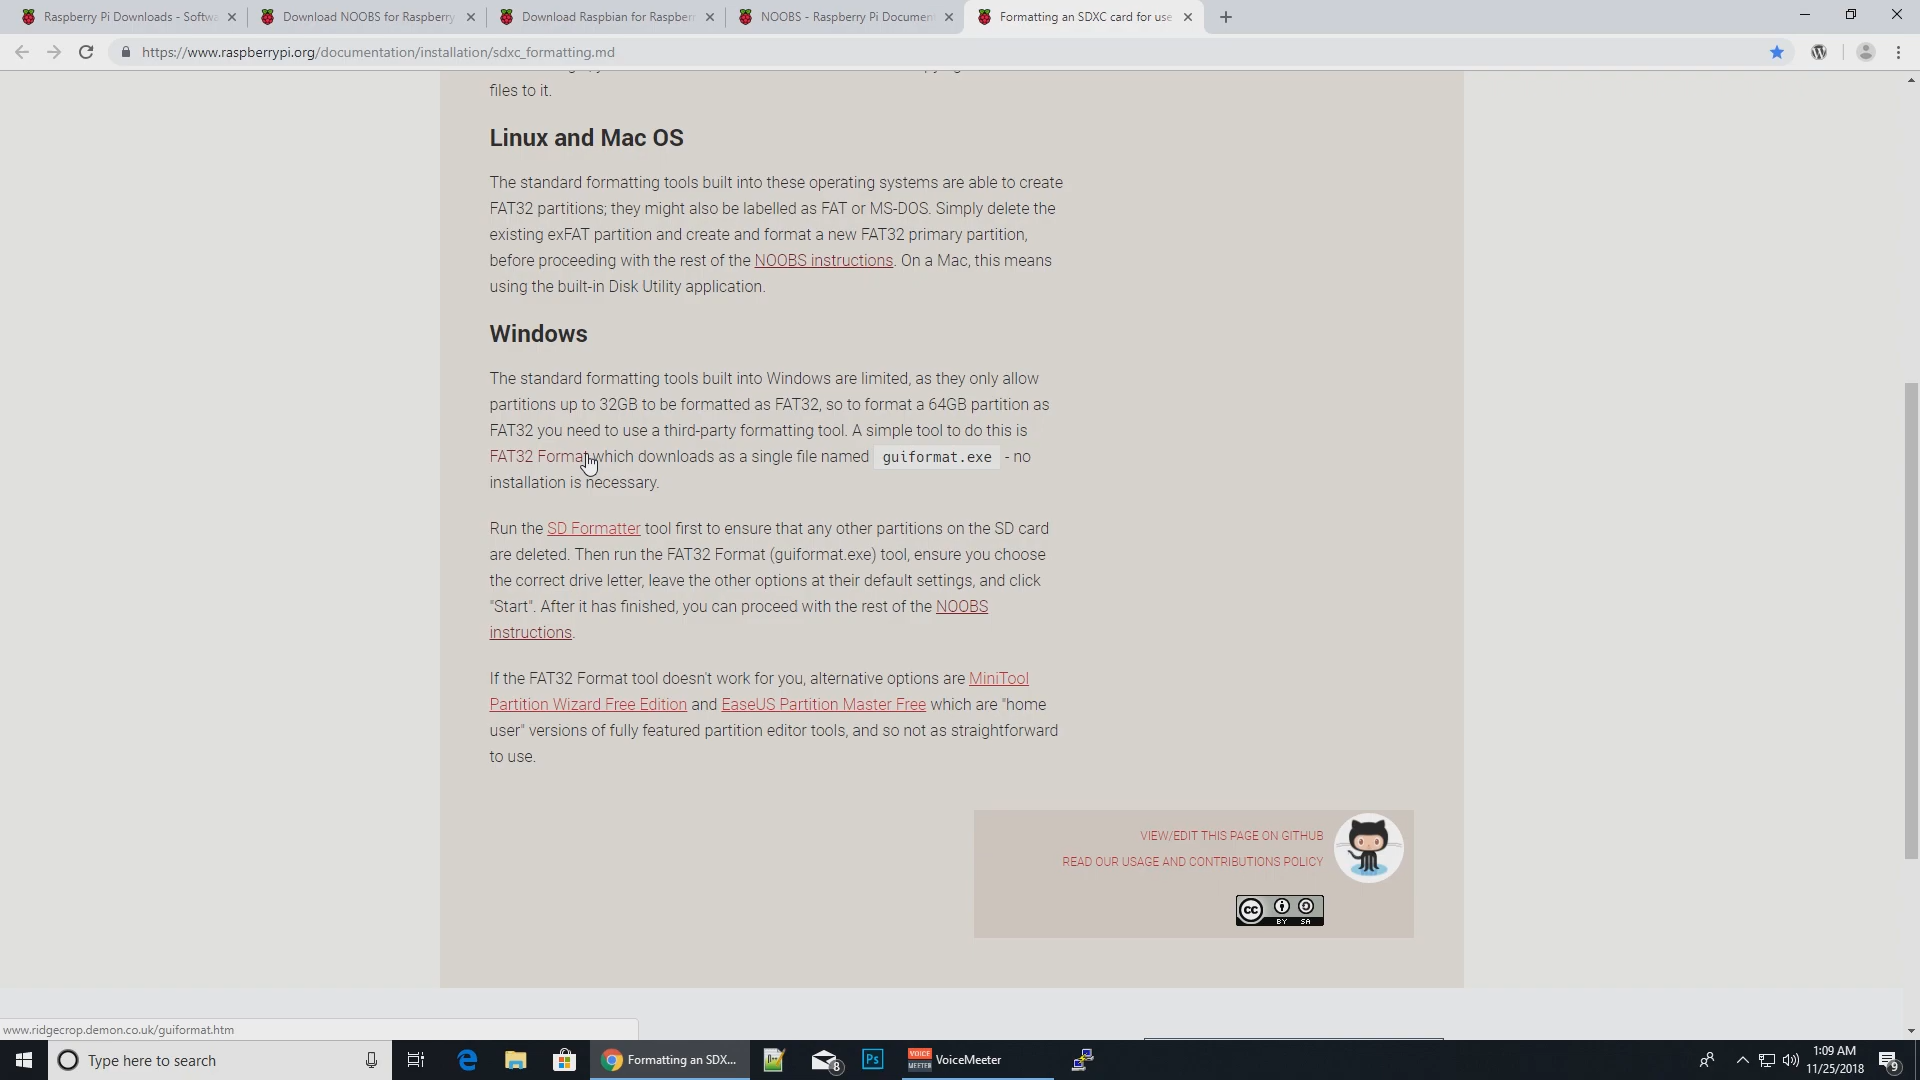 Raspberry Pi Downloads - Softwa
Download NOOBS for Raspberry
Download Raspbian for Raspber
NOOBS - Raspberry Pi Documen
Formatting an SDXC card for use
https://www.raspberrypi.org/documentation/installation/sdxc_formatting.md
files to it.
Linux and Mac OS
The standard formatting tools built into these operating systems are able to create
FAT32 partitions; they might also be labelled as FAT or MS-DOS. Simply delete the
existing exFAT partition and create and format a new FAT32 primary partition,
before proceeding with the rest of the NOOBS instructions. On a Mac, this means
using the built-in Disk Utility application.
Windows
The standard formatting tools built into Windows are limited, as they only allow
partitions up to 32GB to be formatted as FAT32, so to format a 64GB partition as
FAT32 you need to use a third-party formatting tool. A simple tool to do this is
FAT32 Format which downloads as a single file named guiformat.exe - no
installation is necessary.
Run the SD Formatter tool first to ensure that any other partitions on the SD card
are deleted. Then run the FAT32 Format (guiformat.exe) tool, ensure you choose
the correct drive letter, leave the other options at their default settings, and click
"Start". After it has finished, you can proceed with the rest of the NOOBS
instructions.
If the FAT32 Format tool doesn't work for you, alternative options are MiniTool
Partition Wizard Free Edition and EaseUS Partition Master Free which are "home
user" versions of fully featured partition editor tools, and so not as straightforward
to use.
VIEW/EDIT THIS PAGE ON GITHUB
READ OUR USAGE AND CONTRIBUTIONS POLICY
cc BY SA
www.ridgecrop.demon.co.uk/guiformat.htm
Type here to search
Formatting an SDX...
8
Ps
VOICE MEETER
VoiceMeeter
1:09 AM
11/25/2018
9